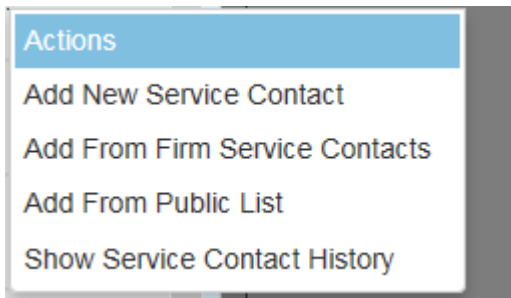 Actions
Add New Service Contact
Add From Firm Service Contacts
Add From Public List
Show Service Contact History